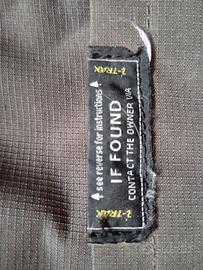 i-TRAK i-TRAK
see reverse for instructions
IF FOUND
CONTACT THE OWNER VIA